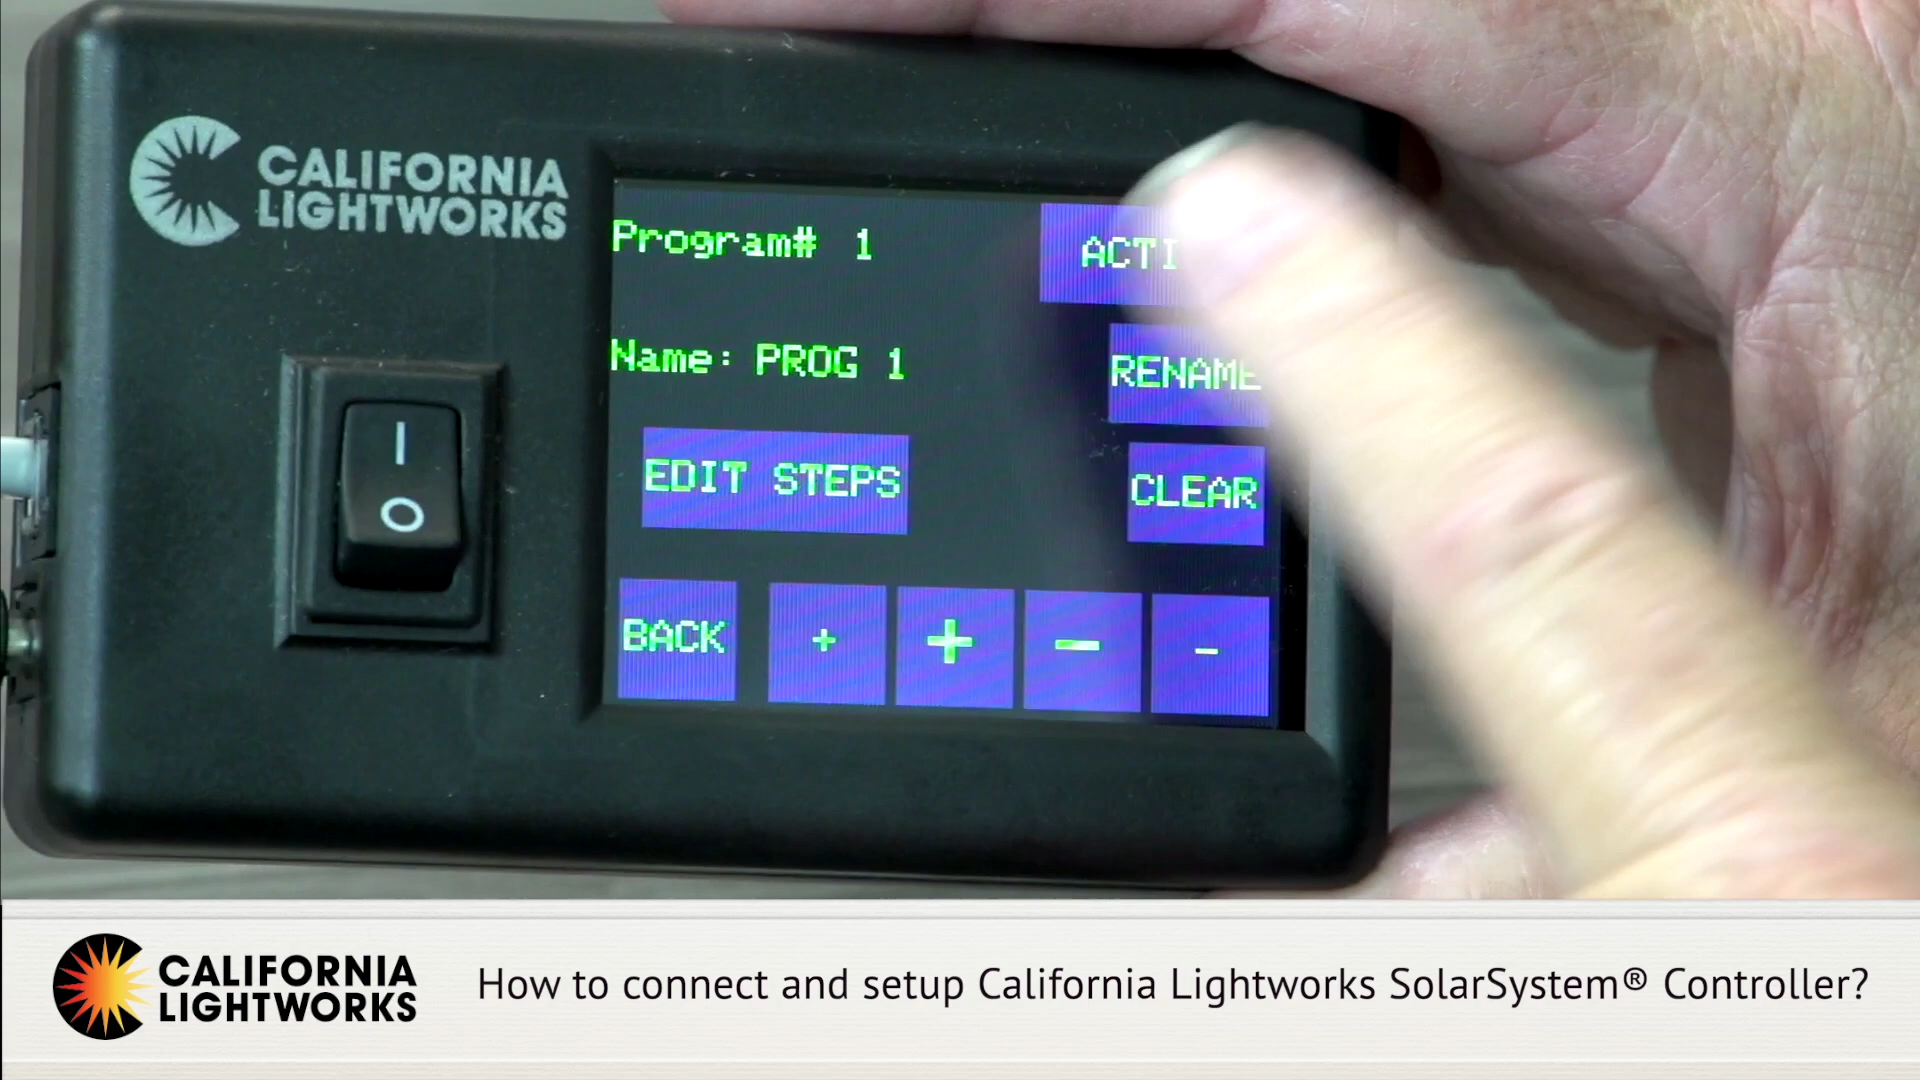 CALIFORNIA
LIGHTWORKS
Program# 1
Name: PROG 1
RENAME
EDIT STEPS
CLEAR
BACK
+
+
-
-
I
O
CALIFORNIA
LIGHTWORKS
How to connect and setup California Lightworks SolarSystem® Controller?